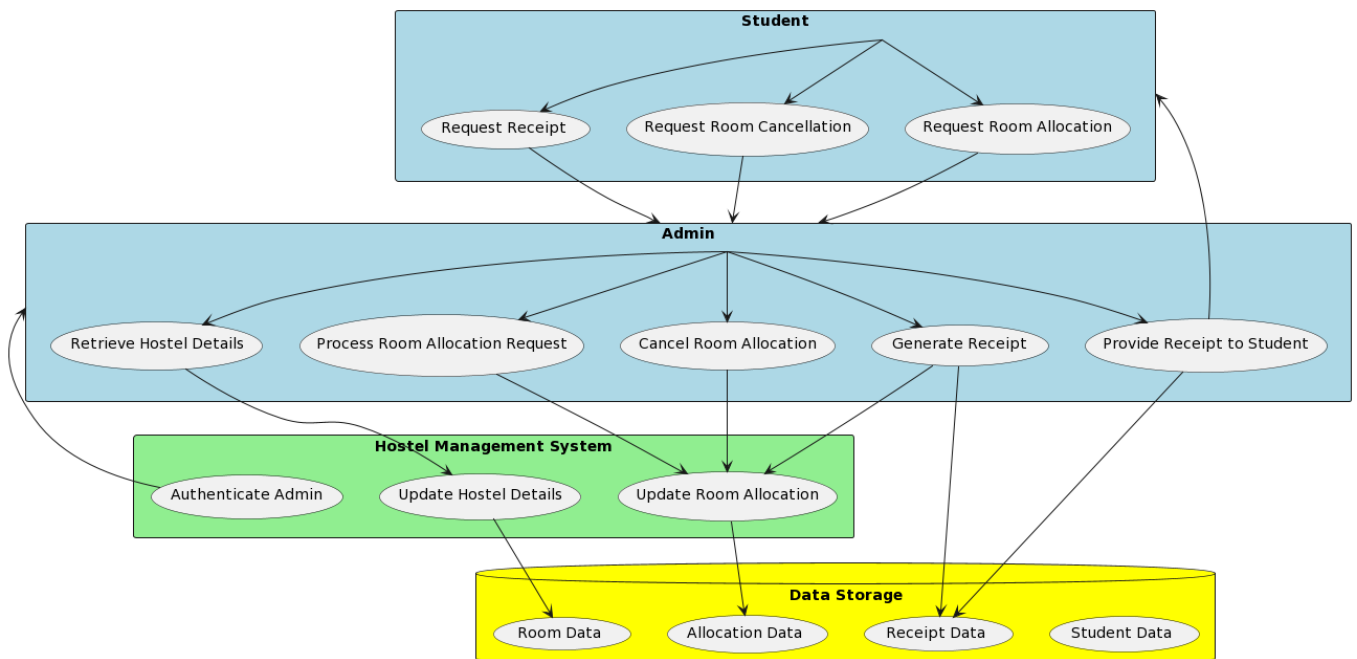 Student
Request Receipt
Request Room Cancellation
Request Room Allocation
Admin
Retrieve Hostel Details
Process Room Allocation Request
Cancel Room Allocation
Generate Receipt
Provide Receipt to Student
Hostel Management System
Authenticate Admin
Update Hostel Details
Update Room Allocation
Data Storage
Room Data
Allocation Data
Receipt Data
Student Data